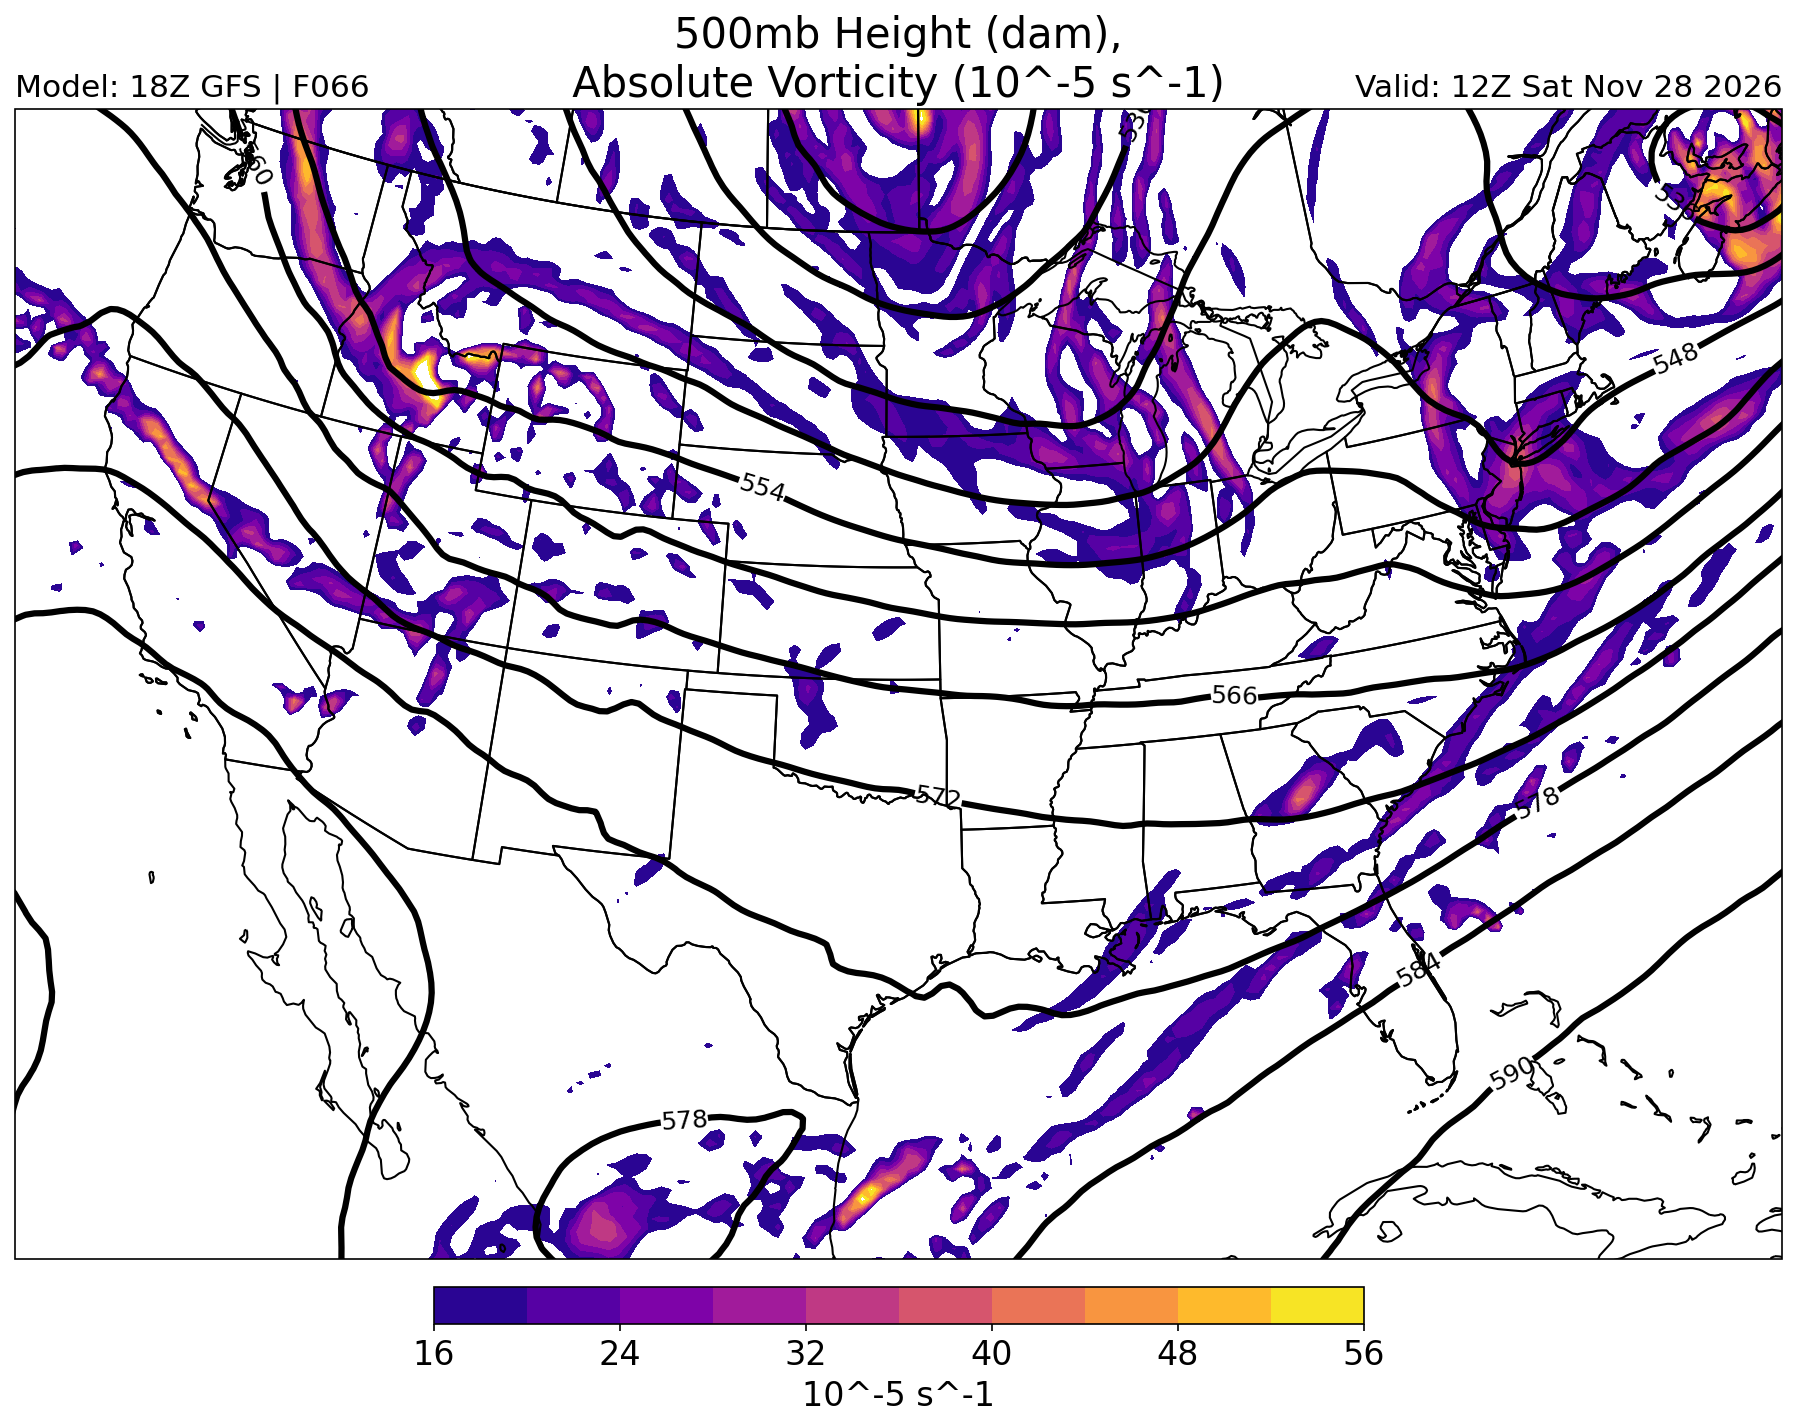 500mb Height (dam),
Model: 18Z GFS | F066
Absolute Vorticity (10^-5 s^-1)
Valid: 12Z Sat Nov 28 2026
548
554
566
572
578
584
590
578
16 24 32 40 48 56
10^-5 s^-1